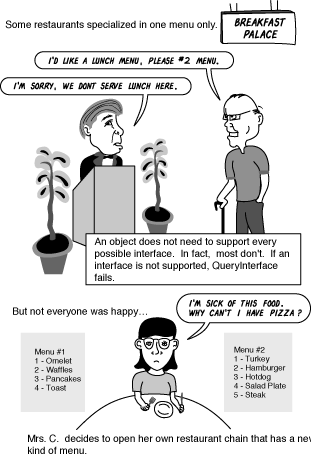 Some restaurants specialized in one menu only.
BREAKFAST
PALACE
I'D LIKE A LUNCH MENU, PLEASE #2 MENU.
I'M SORRY, WE DONT SERVE LUNCH HERE.
An object does not need to support every
possible interface. In fact, most don't. If an
interface is not supported, QueryInterface
fails.
But not everyone was happy…
I'M SICK OF THIS FOOD.
WHY CAN'T I HAVE PIZZA?
Menu #1
1 - Omelet
2 - Waffles
3 - Pancakes
4 - Toast
Menu #2
1 - Turkey
2 - Hamburger
3 - Hotdog
4 - Salad Plate
5 - Steak
Mrs. C. decides to open her own restaurant chain that has a new
kind of menu.